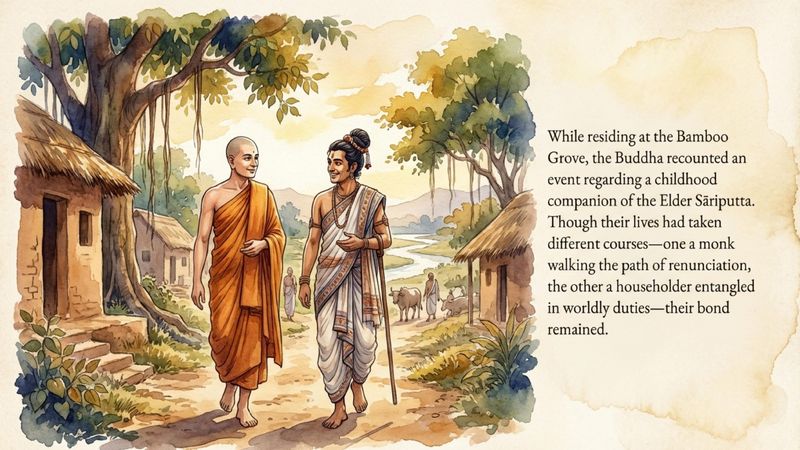 While residing at the Bamboo
Grove, the Buddha recounted an
event regarding a childhood
companion of the Elder Sāriputta.
Though their lives had taken
different courses—one a monk
walking the path of renunciation,
the other a householder entangled
in worldly duties—their bond
remained.